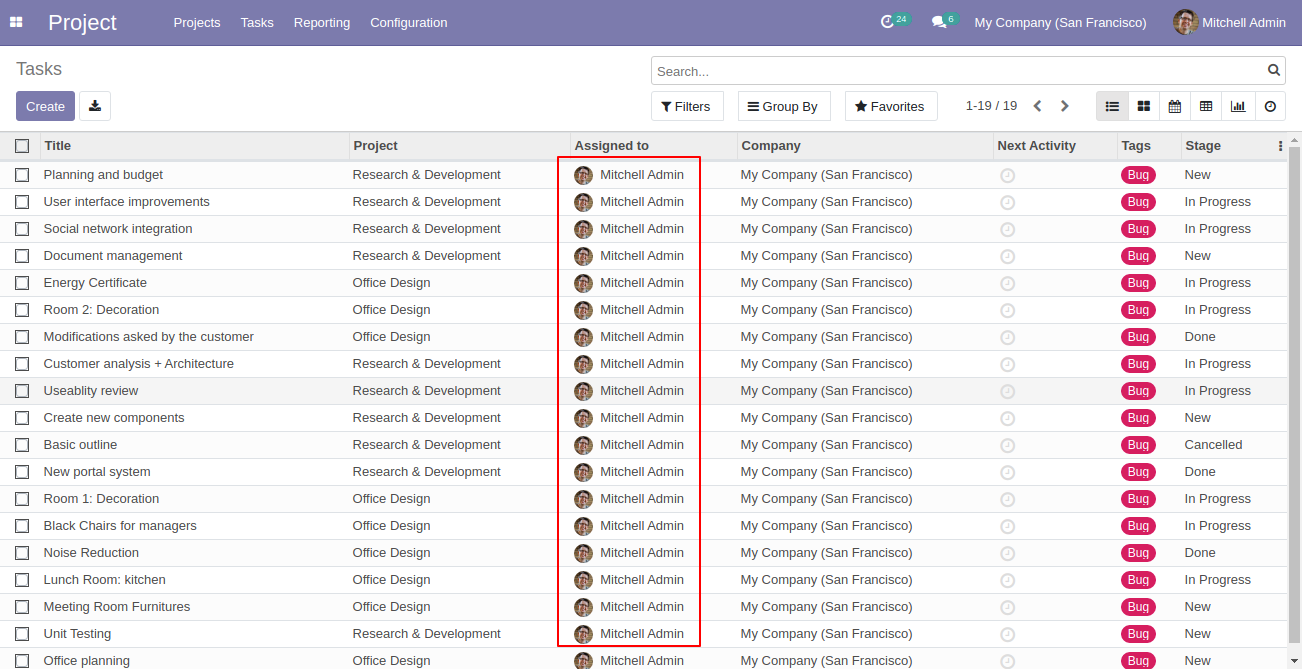 Project Projects Tasks Reporting Configuration 24 6 My Company (San Francisco) Mitchell Admin
Tasks Search...
Create Filters Group By Favorites 1-19 / 19
Title Project Assigned to Company Next Activity Tags Stage
Planning and budget Research & Development Mitchell Admin My Company (San Francisco) Bug New
User interface improvements Research & Development Mitchell Admin My Company (San Francisco) Bug In Progress
Social network integration Research & Development Mitchell Admin My Company (San Francisco) Bug In Progress
Document management Research & Development Mitchell Admin My Company (San Francisco) Bug New
Energy Certificate Office Design Mitchell Admin My Company (San Francisco) Bug In Progress
Room 2: Decoration Office Design Mitchell Admin My Company (San Francisco) Bug In Progress
Modifications asked by the customer Office Design Mitchell Admin My Company (San Francisco) Bug Done
Customer analysis + Architecture Research & Development Mitchell Admin My Company (San Francisco) Bug In Progress
Useablity review Research & Development Mitchell Admin My Company (San Francisco) Bug In Progress
Create new components Research & Development Mitchell Admin My Company (San Francisco) Bug New
Basic outline Research & Development Mitchell Admin My Company (San Francisco) Bug Cancelled
New portal system Research & Development Mitchell Admin My Company (San Francisco) Bug Done
Room 1: Decoration Office Design Mitchell Admin My Company (San Francisco) Bug In Progress
Black Chairs for managers Office Design Mitchell Admin My Company (San Francisco) Bug In Progress
Noise Reduction Office Design Mitchell Admin My Company (San Francisco) Bug Done
Lunch Room: kitchen Office Design Mitchell Admin My Company (San Francisco) Bug In Progress
Meeting Room Furnitures Office Design Mitchell Admin My Company (San Francisco) Bug New
Unit Testing Research & Development Mitchell Admin My Company (San Francisco) Bug New
Office planning Office Design Mitchell Admin My Company (San Francisco) Bug New